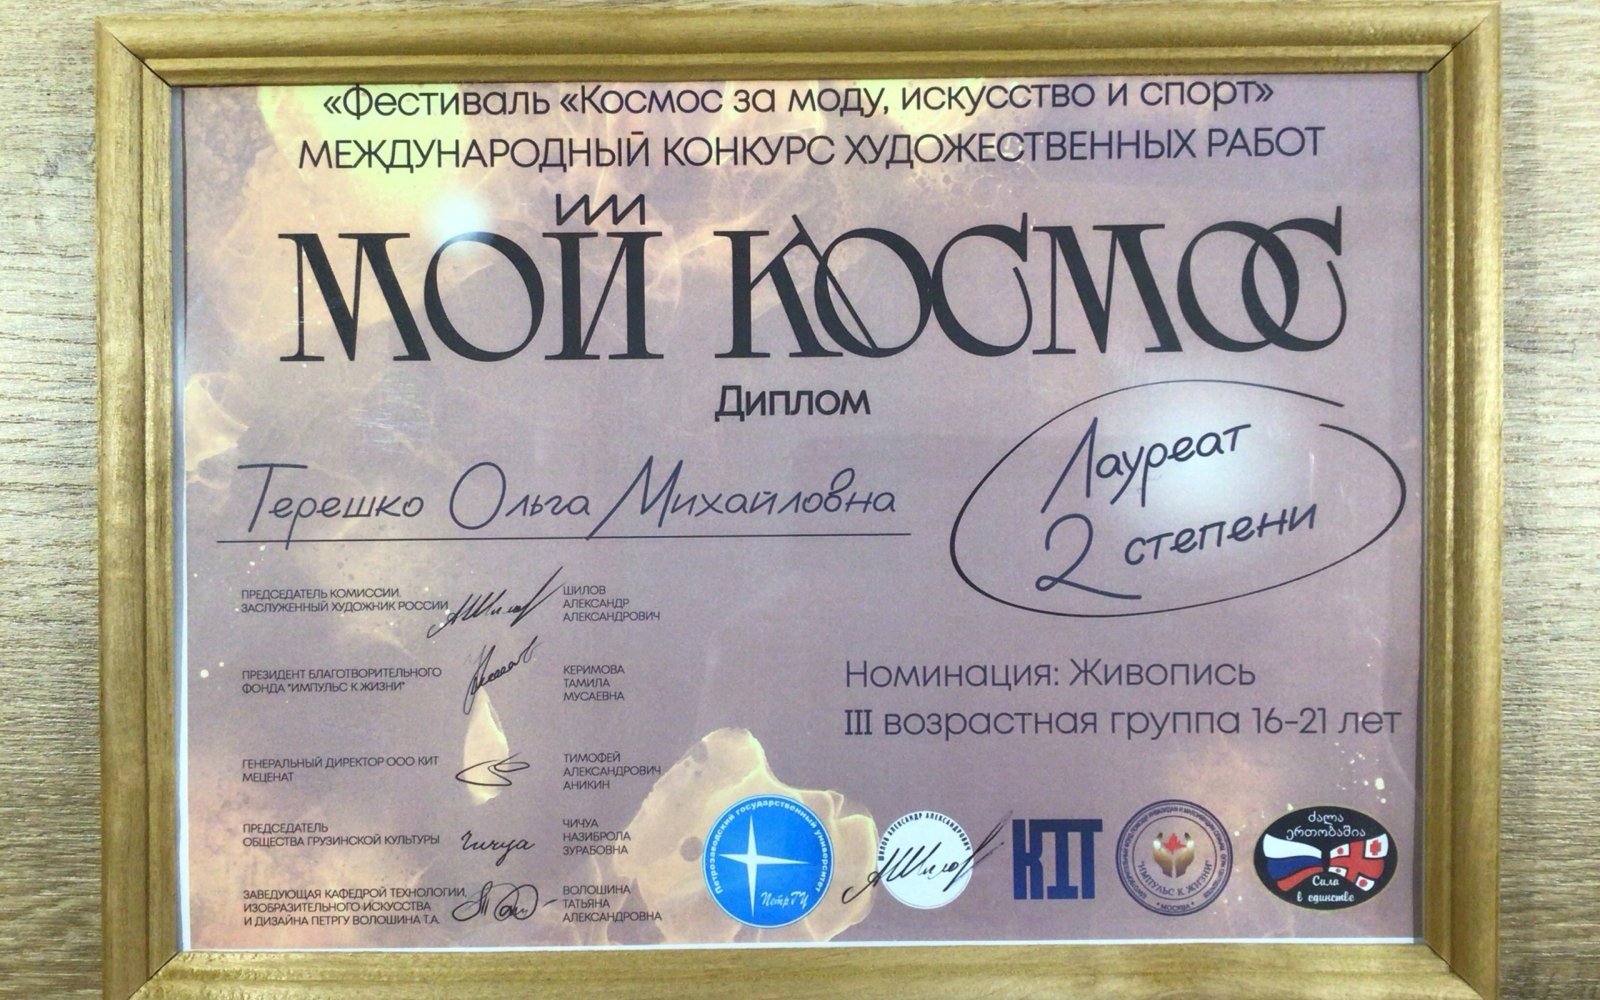 «Фестиваль «Космос за моду, искусство и спорт»
МЕЖДУНАРОДНЫЙ КОНКУРС ХУДОЖЕСТВЕННЫХ РАБОТ
МОЙ КОСМОС
Диплом
Терешко Ольга Михайловна
Лауреат
2 степени
ПРЕДСЕДАТЕЛЬ КОМИССИИ.
ЗАСЛУЖЕННЫЙ ХУДОЖНИК РОССИИ
ШИЛОВ
АЛЕКСАНДР
АЛЕКСАНДРОВИЧ
ПРЕЗИДЕНТ БЛАГОТВОРИТЕЛЬНОГО
ФОНДА "ИМПУЛЬС К ЖИЗНИ"
КЕРИМОВА
ТАМИЛА
МУСАЕВНА
ГЕНЕРАЛЬНЫЙ ДИРЕКТОР ООО КИТ
МЕЦЕНАТ
ТИМОФЕЙ
АЛЕКСАНДРОВИЧ
АНИКИН
ПРЕДСЕДАТЕЛЬ
ОБЩЕСТВА ГРУЗИНСКОЙ КУЛЬТУРЫ
Чичуа
ЧИЧУА
НАЗИБРОЛА
ЗУРАБОВНА
ЗАВЕДУЮЩАЯ КАФЕДРОЙ ТЕХНОЛОГИИ,
ИЗОБРАЗИТЕЛЬНОГО ИСКУССТВА
И ДИЗАЙНА ПЕТРГУ ВОЛОШИНА Т.А.
ВОЛОШИНА
ТАТЬЯНА
АЛЕКСАНДРОВНА
Номинация: Живопись
III возрастная группа 16-21 лет
Петрозаводский государственный университет
ПетрГУ
ШИЛОВ АЛЕКСАНДР АЛЕКСАНДРОВИЧ
КІТ
"ИМПУЛЬС К ЖИЗНИ"
• МОСКВА •
ძალა
ერთობაშია
Сила
в единстве